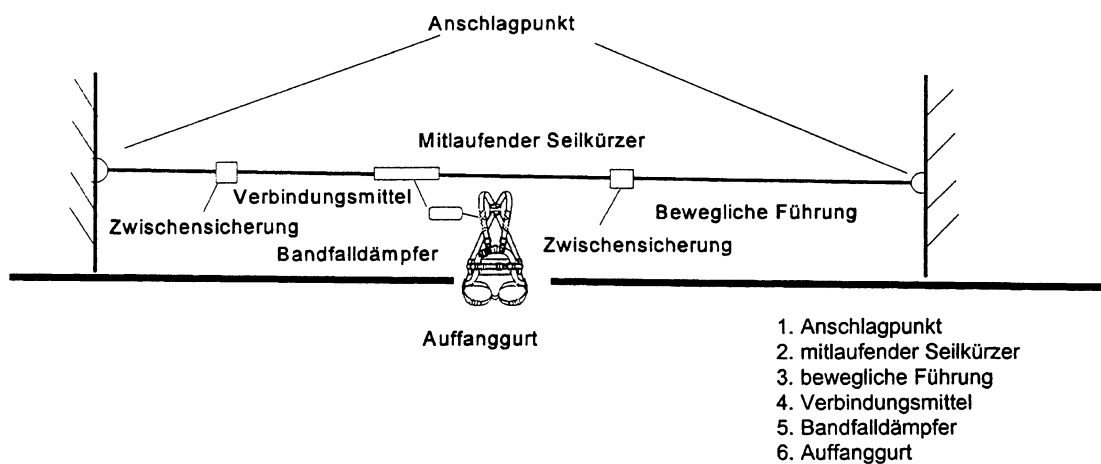 Anschlagpunkt
Mitlaufender Seilkürzer
Verbindungsmittel
Bewegliche Führung
Zwischensicherung
Zwischensicherung
Bandfalldämpfer
Auffanggurt
1. Anschlagpunkt
2. mitlaufender Seilkürzer
3. bewegliche Führung
4. Verbindungsmittel
5. Bandfalldämpfer
6. Auffanggurt